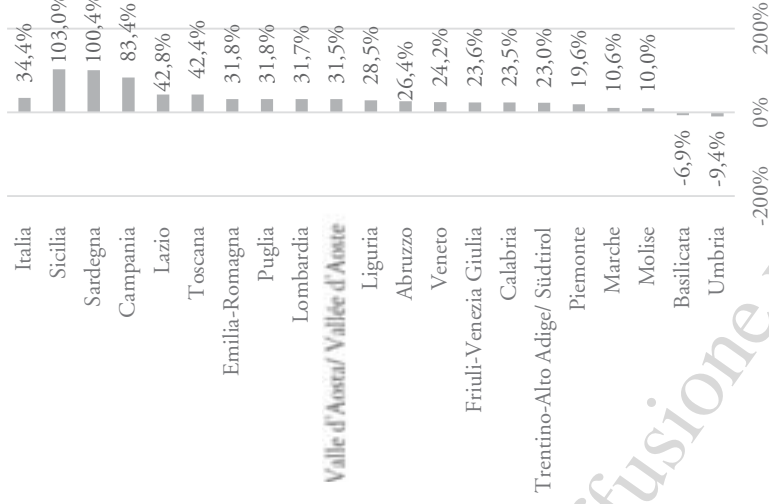 Italia 34,4%
Sicilia 103,0%
Sardegna 100,4%
Campania 83,4%
Lazio 42,8%
Toscana 42,4%
Emilia-Romagna 31,8%
Puglia 31,8%
Lombardia 31,7%
Valle d'Aosta/ Vallée d'Aoste 31,5%
Liguria 28,5%
Abruzzo 26,4%
Veneto 24,2%
Friuli-Venezia Giulia 23,6%
Calabria 23,5%
Trentino-Alto Adige/ Südtirol 23,0%
Piemonte 19,6%
Marche 10,6%
Molise 10,0%
Basilicata -6,9%
Umbria -9,4%
-200% 0% 200%